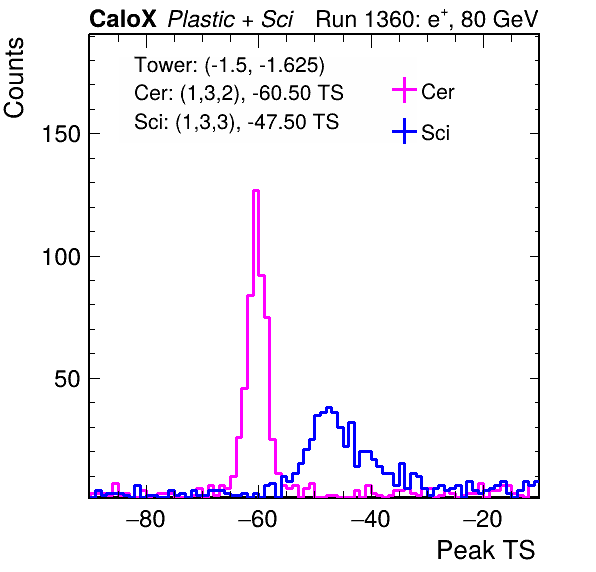 CaloX Plastic + Sci Run 1360: e+, 80 GeV
Counts
Tower: (-1.5, -1.625)
Cer: (1,3,2), -60.50 TS
Sci: (1,3,3), -47.50 TS
Cer
Sci
150
100
50
−80 −60 −40 −20
Peak TS